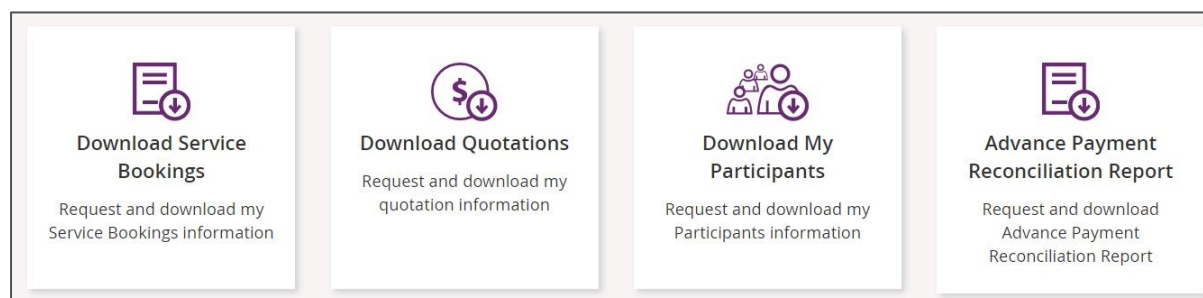 Download Service
Bookings
Request and download my
Service Bookings information
$
Download Quotations
Request and download my
quotation information
Download My
Participants
Request and download my
Participants information
Advance Payment
Reconciliation Report
Request and download
Advance Payment
Reconciliation Report